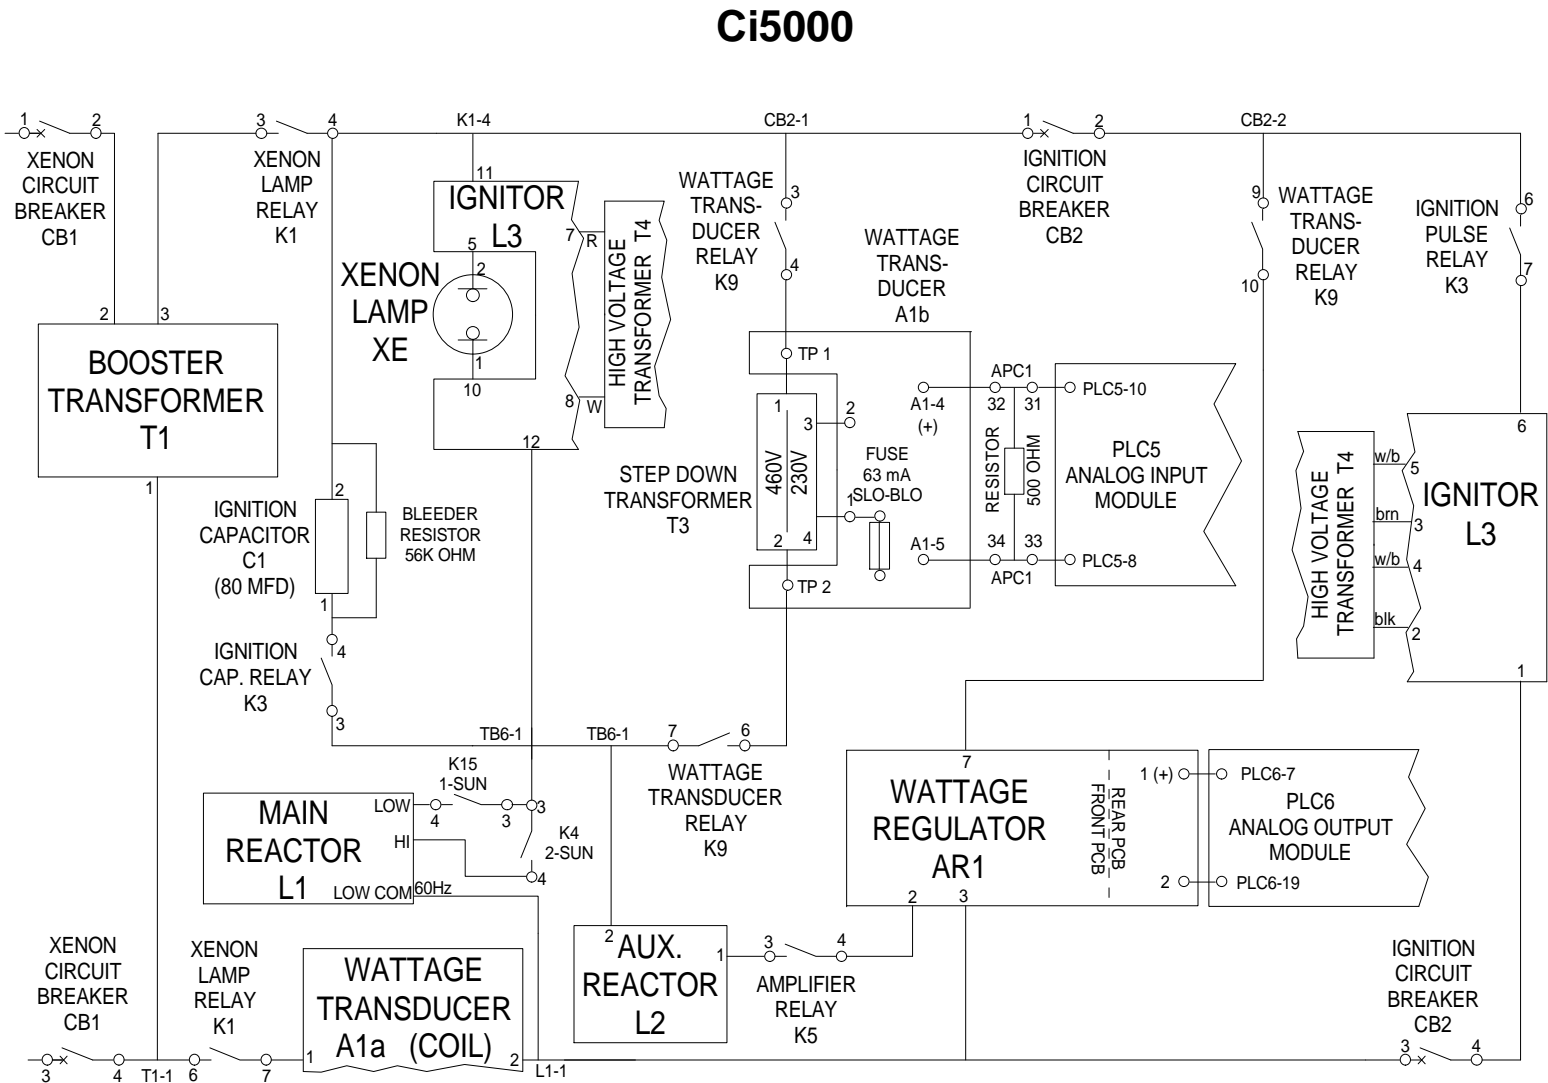 Ci5000
1
2
XENON
CIRCUIT
BREAKER
CB1
3
4
XENON
LAMP
RELAY
K1
K1-4
CB2-1
1
2
IGNITION
CIRCUIT
BREAKER
CB2
CB2-2
11
IGNITOR
L3
5
7
R
8
W
HIGH VOLTAGE
TRANSFORMER T4
XENON
LAMP
XE
2
1
10
12
WATTAGE
TRANS-
DUCER
RELAY
K9
3
4
WATTAGE
TRANS-
DUCER
A1b
9
10
WATTAGE
TRANS-
DUCER
RELAY
K9
IGNITION
PULSE
RELAY
K3
6
7
2
3
BOOSTER
TRANSFORMER
T1
1
TP 1
1
3
2
460V
230V
2
4
1
STEP DOWN
TRANSFORMER
T3
TP 2
FUSE
63 mA
SLO-BLO
A1-4
(+)
A1-5
APC1
32
31
RESISTOR
500 OHM
34
33
APC1
PLC5-10
PLC5
ANALOG INPUT
MODULE
PLC5-8
HIGH VOLTAGE
TRANSFORMER T4
w/b
5
brn
3
w/b
4
blk
2
6
IGNITOR
L3
1
IGNITION
CAPACITOR
C1
(80 MFD)
2
1
BLEEDER
RESISTOR
56K OHM
IGNITION
CAP. RELAY
K3
4
3
TB6-1
TB6-1
7
6
WATTAGE
TRANSDUCER
RELAY
K9
K15
1-SUN
4
3
3
K4
2-SUN
4
MAIN
REACTOR
L1
LOW
HI
LOW COM
60Hz
7
WATTAGE
REGULATOR
AR1
REAR PCB
FRONT PCB
1 (+)
2
2
3
PLC6-7
PLC6
ANALOG OUTPUT
MODULE
PLC6-19
2
AUX.
REACTOR
L2
1
3
4
AMPLIFIER
RELAY
K5
XENON
CIRCUIT
BREAKER
CB1
3
4
T1-1
XENON
LAMP
RELAY
K1
6
7
WATTAGE
TRANSDUCER
A1a (COIL)
1
2
L1-1
IGNITION
CIRCUIT
BREAKER
CB2
3
4